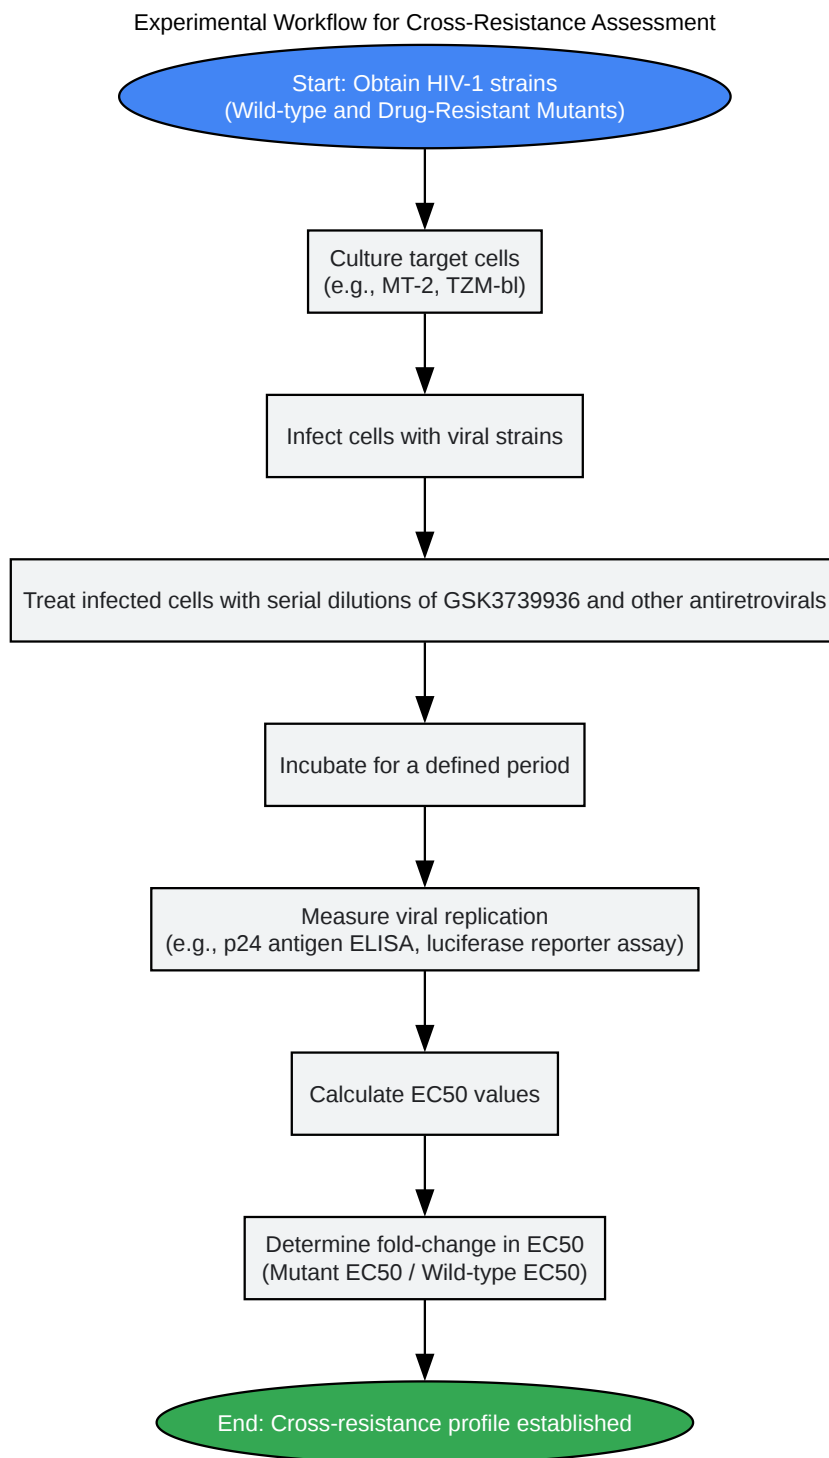 Experimental Workflow for Cross-Resistance Assessment
Start: Obtain HIV-1 strains
(Wild-type and Drug-Resistant Mutants)
Culture target cells
(e.g., MT-2, TZM-bl)
Infect cells with viral strains
Treat infected cells with serial dilutions of GSK3739936 and other antiretrovirals
Incubate for a defined period
Measure viral replication
(e.g., p24 antigen ELISA, luciferase reporter assay)
Calculate EC50 values
Determine fold-change in EC50
(Mutant EC50 / Wild-type EC50)
End: Cross-resistance profile established